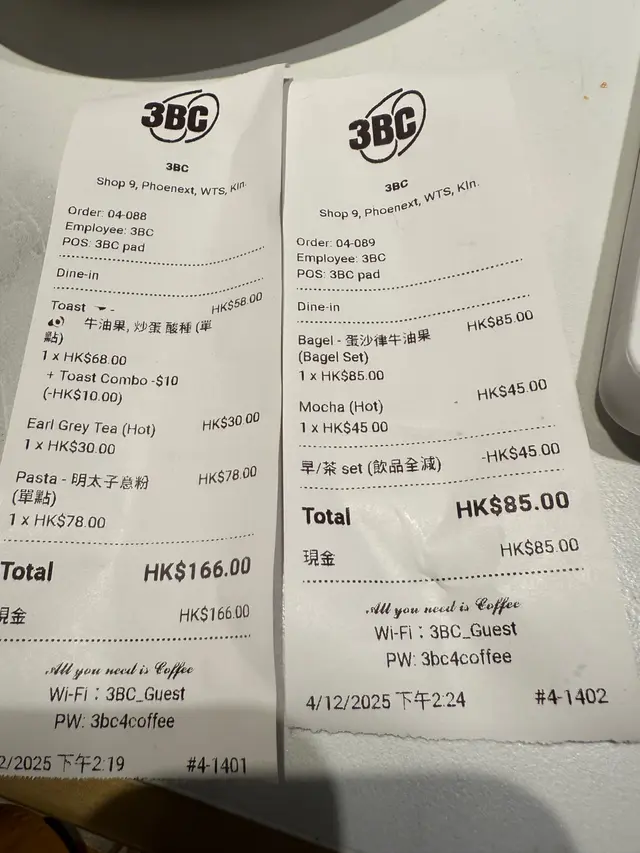 3BC
3BC
Shop 9, Phoenext, WTS, Kln.
Order: 04-088
Employee: 3BC
POS: 3BC pad
Dine-in
Toast - HK$58.00
牛油果, 炒蛋 酸種 (單
點)
1 x HK$68.00
+ Toast Combo -$10
(-HK$10.00)
Earl Grey Tea (Hot) HK$30.00
1 x HK$30.00
Pasta - 明太子意粉 HK$78.00
(單點)
1 x HK$78.00
Total HK$166.00
現金 HK$166.00
All you need is Coffee
Wi-Fi：3BC_Guest
PW: 3bc4coffee
2/2025 下午2:19 #4-1401
3BC
3BC
Shop 9, Phoenext, WTS, Kln.
Order: 04-089
Employee: 3BC
POS: 3BC pad
Dine-in
Bagel - 蛋沙律牛油果 HK$85.00
(Bagel Set)
1 x HK$85.00
Mocha (Hot) HK$45.00
1 x HK$45.00
早/茶 set (飲品全減) -HK$45.00
Total HK$85.00
現金 HK$85.00
All you need is Coffee
Wi-Fi：3BC_Guest
PW: 3bc4coffee
4/12/2025 下午2:24 #4-1402